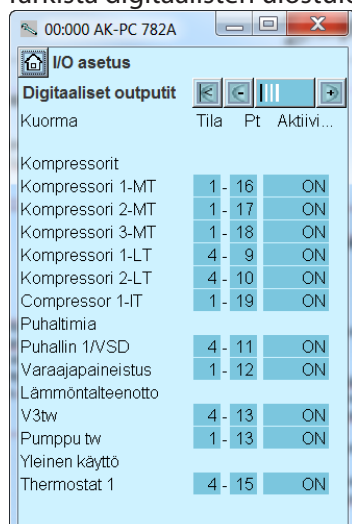 Tarkista digitaalisten ulostulo
00:000 AK-PC 782A
I/O asetus
Digitaaliset outputit
Kuorma Tila Pt Aktiivi...
Kompressorit
Kompressori 1-MT 1 - 16 ON
Kompressori 2-MT 1 - 17 ON
Kompressori 3-MT 1 - 18 ON
Kompressori 1-LT 4 - 9 ON
Kompressori 2-LT 4 - 10 ON
Compressor 1-IT 1 - 19 ON
Puhaltimia
Puhallin 1/VSD 4 - 11 ON
Varaajapaineistus 1 - 12 ON
Lämmöntalteenotto
V3tw 4 - 13 ON
Pumppu tw 1 - 13 ON
Yleinen käyttö
Thermostat 1 4 - 15 ON